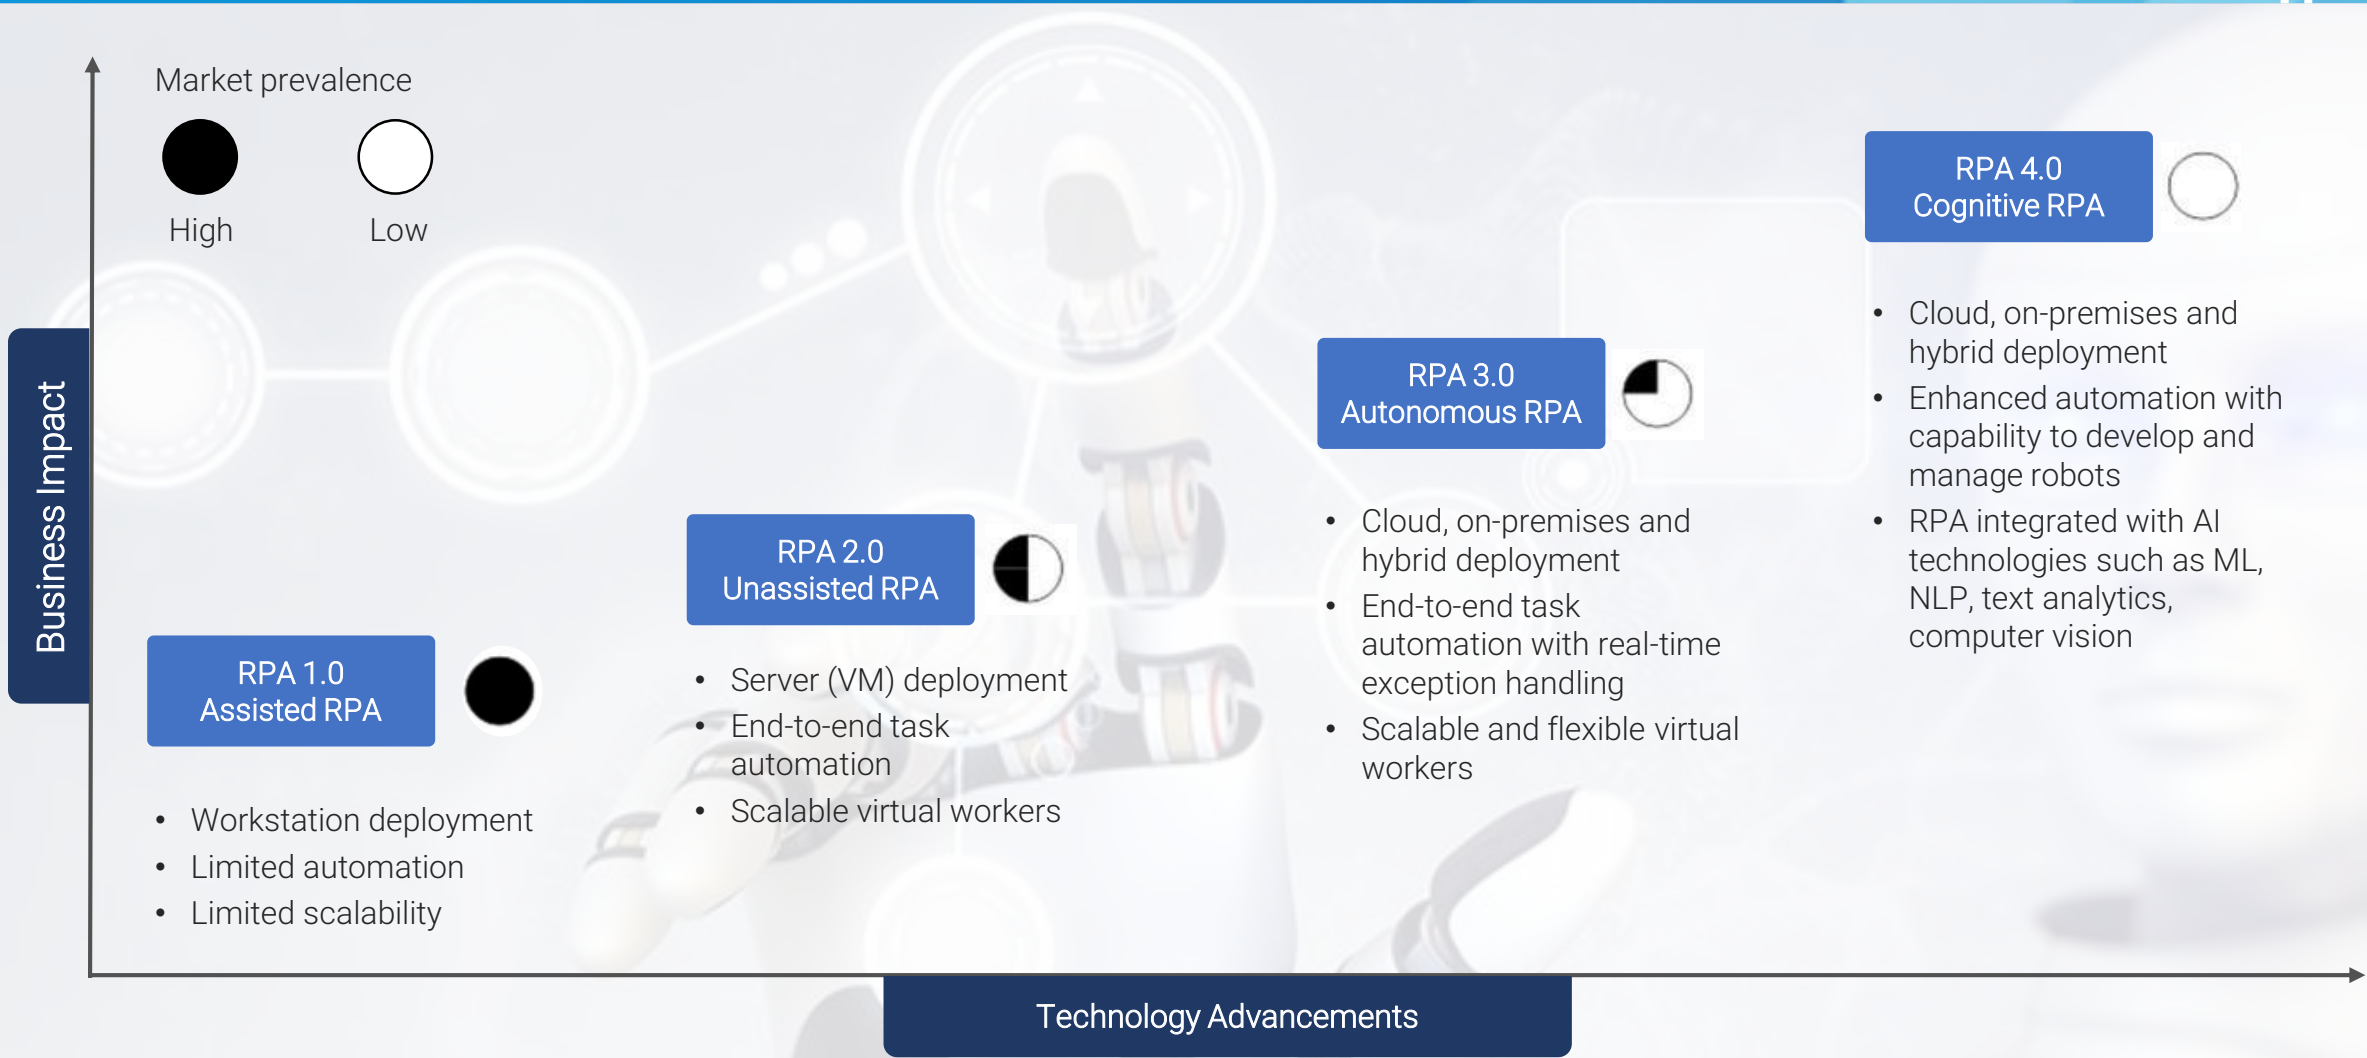 Market prevalence
High
Low
Business Impact
RPA 1.0
Assisted RPA
• Workstation deployment
• Limited automation
• Limited scalability
RPA 2.0
Unassisted RPA
• Server (VM) deployment
• End-to-end task
automation
• Scalable virtual workers
RPA 3.0
Autonomous RPA
• Cloud, on-premises and
hybrid deployment
• End-to-end task
automation with real-time
exception handling
• Scalable and flexible virtual
workers
RPA 4.0
Cognitive RPA
• Cloud, on-premises and
hybrid deployment
• Enhanced automation with
capability to develop and
manage robots
• RPA integrated with AI
technologies such as ML,
NLP, text analytics,
computer vision
Technology Advancements